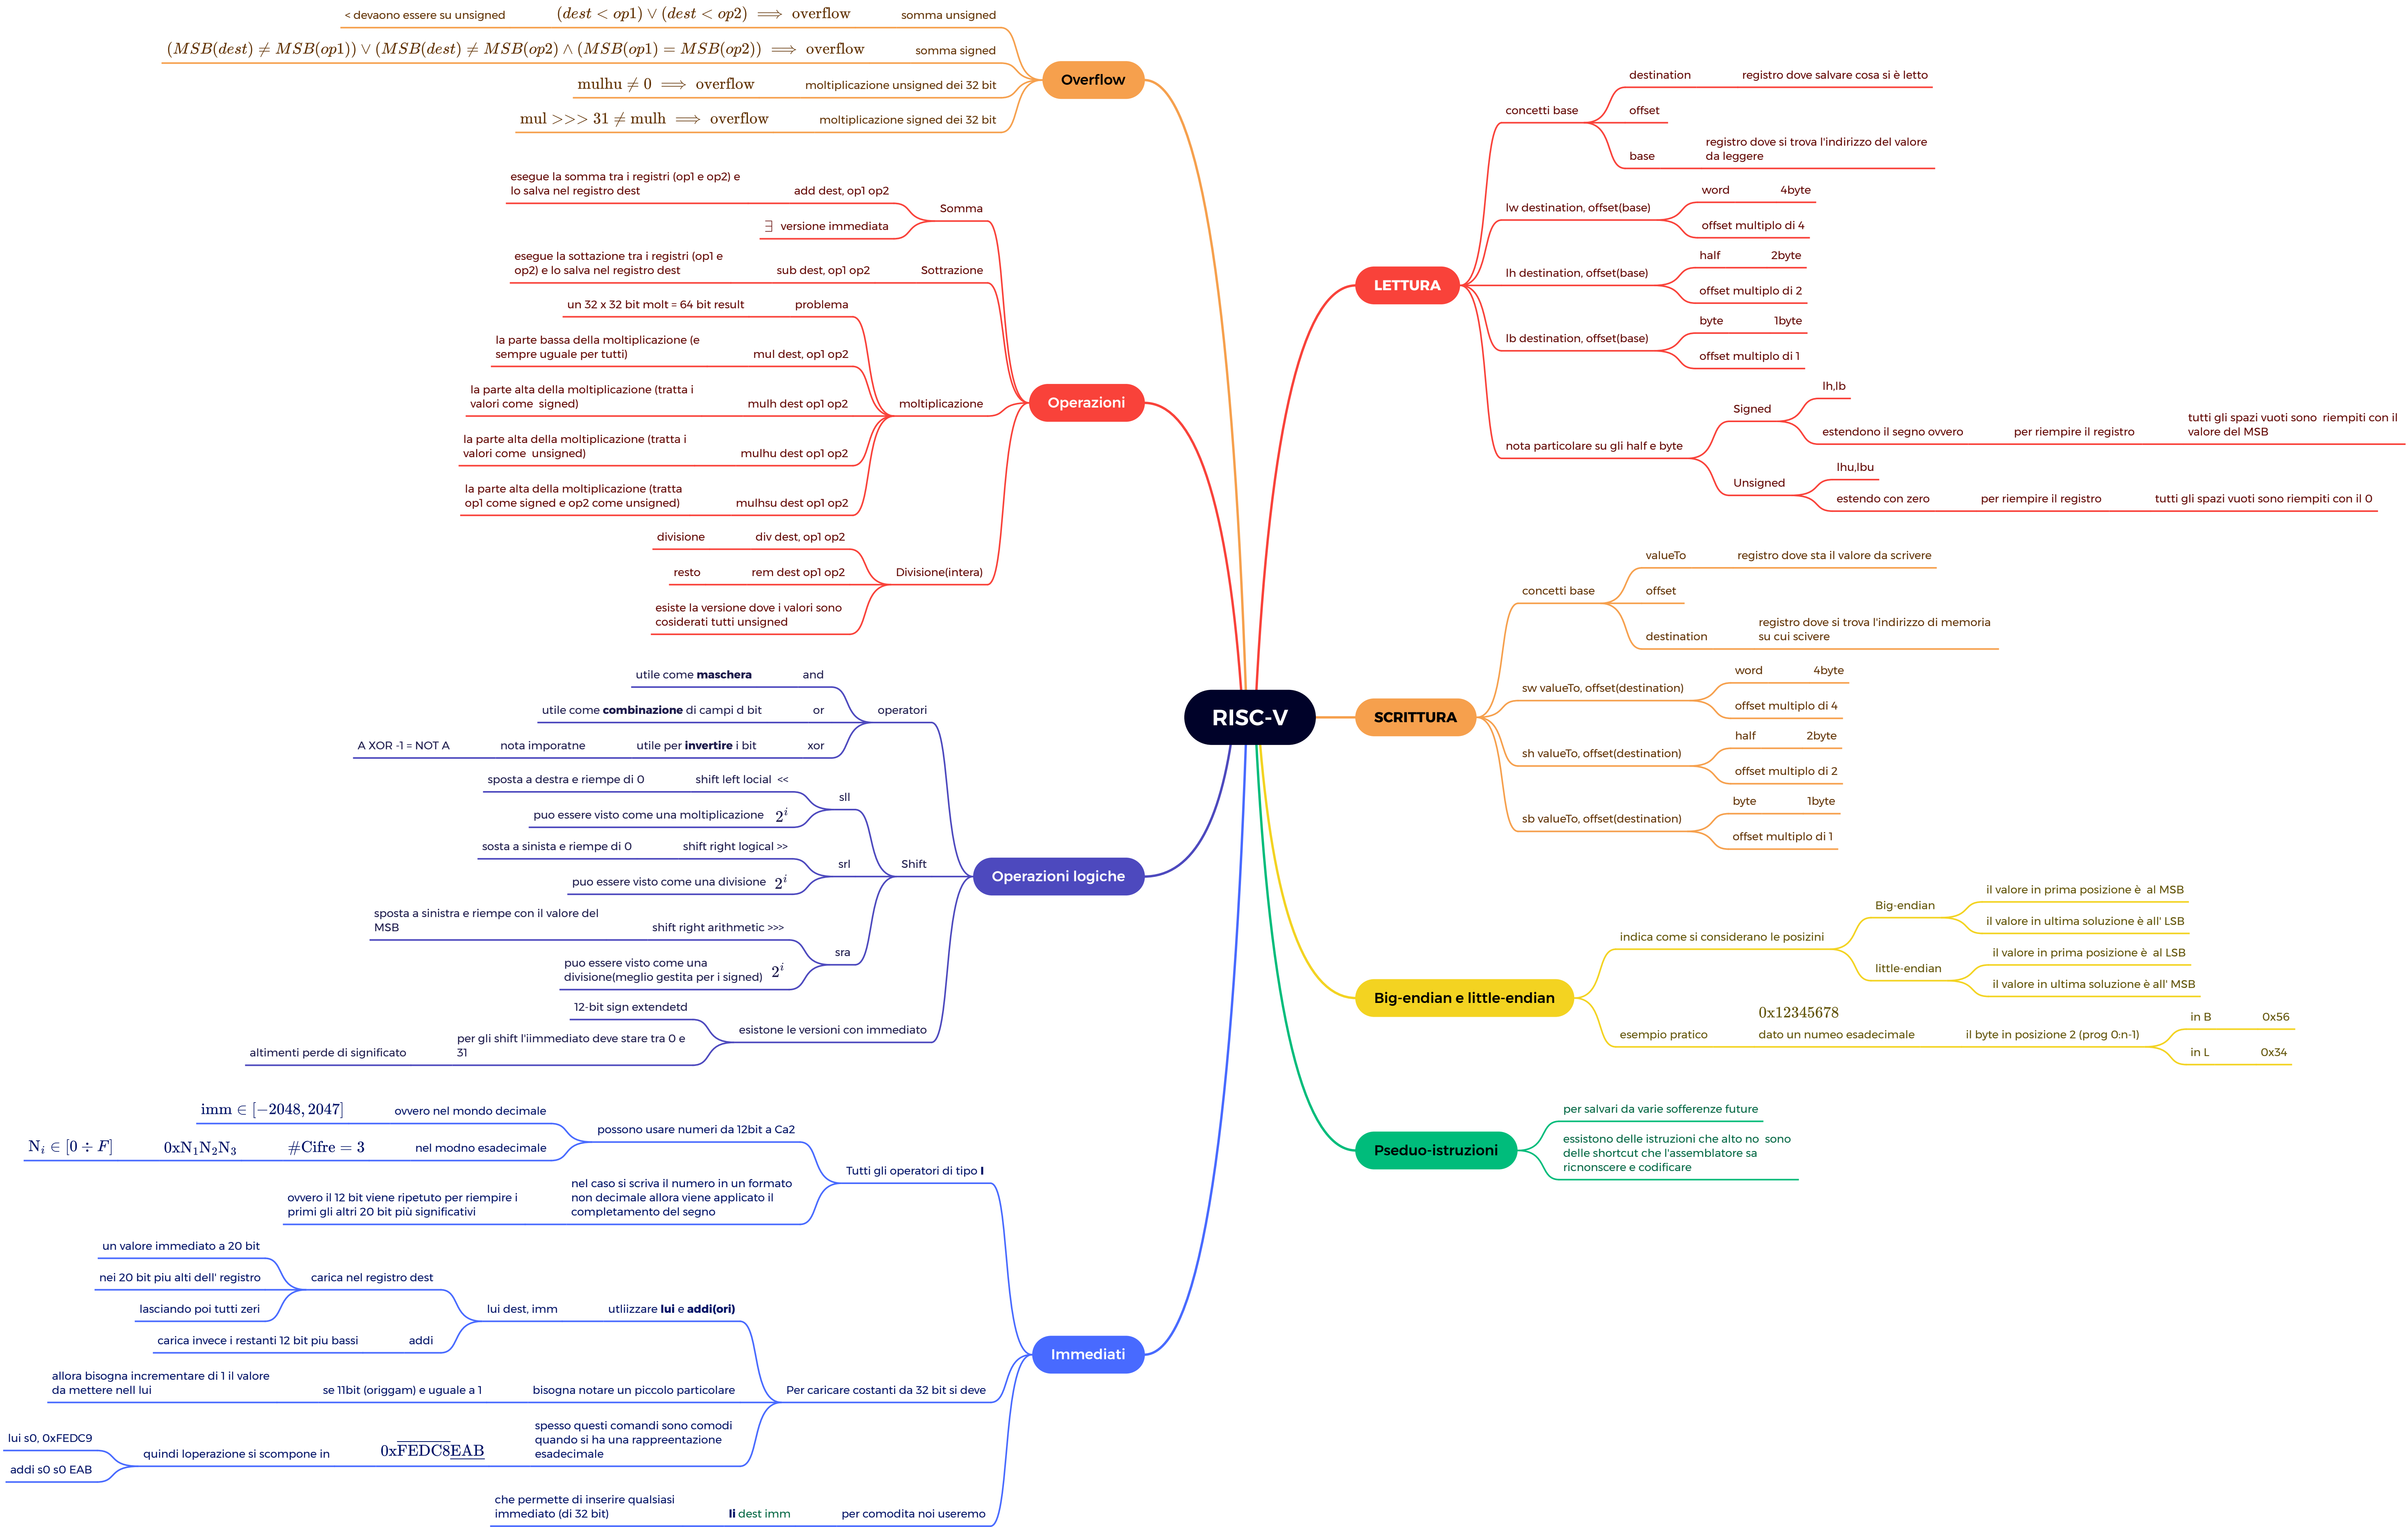 RISC-V
LETTURA
concetti base
destination
registro dove salvare cosa si è letto
offset
base
registro dove si trova l'indirizzo del valore
da leggere
lw destination, offset(base)
word
4byte
offset multiplo di 4
lh destination, offset(base)
half
2byte
offset multiplo di 2
lb destination, offset(base)
byte
1byte
offset multiplo di 1
nota particolare su gli half e byte
Signed
lh,lb
estendono il segno ovvero
per riempire il registro
tutti gli spazi vuoti sono riempiti con il
valore del MSB
Unsigned
lhu,lbu
estendo con zero
per riempire il registro
tutti gli spazi vuoti sono riempiti con il 0
SCRITTURA
concetti base
valueTo
registro dove sta il valore da scrivere
offset
destination
registro dove si trova l'indirizzo di memoria
su cui scivere
sw valueTo, offset(destination)
word
4byte
offset multiplo di 4
sh valueTo, offset(destination)
half
2byte
offset multiplo di 2
sb valueTo, offset(destination)
byte
1byte
offset multiplo di 1
Big-endian e little-endian
indica come si considerano le posizini
Big-endian
il valore in prima posizione è al MSB
il valore in ultima soluzione è all' LSB
little-endian
il valore in prima posizione è al LSB
il valore in ultima soluzione è all' MSB
esempio pratico
0x12345678
dato un numeo esadecimale
il byte in posizione 2 (prog 0:n-1)
in B
0x56
in L
0x34
Pseduo-istruzioni
per salvari da varie sofferenze future
essistono delle istruzioni che alto no sono
delle shortcut che l'assemblatore sa
ricnonscere e codificare
Overflow
somma unsigned
(dest < op1) ∨ (dest < op2) ⟹ overflow
< devaono essere su unsigned
somma signed
(MSB(dest) ≠ MSB(op1)) ∨ (MSB(dest) ≠ MSB(op2) ∧ (MSB(op1) = MSB(op2)) ⟹ overflow
moltiplicazione unsigned dei 32 bit
mulhu ≠ 0 ⟹ overflow
moltiplicazione signed dei 32 bit
mul >>> 31 ≠ mulh ⟹ overflow
Operazioni
Somma
add dest, op1 op2
esegue la somma tra i registri (op1 e op2) e
lo salva nel registro dest
∃ versione immediata
Sottrazione
sub dest, op1 op2
esegue la sottazione tra i registri (op1 e
op2) e lo salva nel registro dest
moltiplicazione
problema
un 32 x 32 bit molt = 64 bit result
mul dest, op1 op2
la parte bassa della moltiplicazione (e
sempre uguale per tutti)
mulh dest op1 op2
la parte alta della moltiplicazione (tratta i
valori come signed)
mulhu dest op1 op2
la parte alta della moltiplicazione (tratta i
valori come unsigned)
mulhsu dest op1 op2
la parte alta della moltiplicazione (tratta
op1 come signed e op2 come unsigned)
Divisione(intera)
div dest, op1 op2
divisione
rem dest op1 op2
resto
esiste la versione dove i valori sono
cosiderati tutti unsigned
Operazioni logiche
operatori
and
utile come maschera
or
utile come combinazione di campi d bit
xor
utile per invertire i bit
nota imporatne
A XOR -1 = NOT A
Shift
sll
shift left locial <<
sposta a destra e riempe di 0
puo essere visto come una moltiplicazione 2^i
srl
shift right logical >>
sosta a sinista e riempe di 0
puo essere visto come una divisione 2^i
sra
shift right arithmetic >>>
sposta a sinistra e riempe con il valore del
MSB
puo essere visto come una
divisione(meglio gestita per i signed) 2^i
esistone le versioni con immediato
12-bit sign extendetd
per gli shift l'iimmediato deve stare tra 0 e
31
altimenti perde di significato
Immediati
Tutti gli operatori di tipo I
possono usare numeri da 12bit a Ca2
ovvero nel mondo decimale
imm ∈ [−2048, 2047]
nel modno esadecimale
#Cifre = 3
0xN₁N₂N₃
Nᵢ ∈ [0 ÷ F]
nel caso si scriva il numero in un formato
non decimale allora viene applicato il
completamento del segno
ovvero il 12 bit viene ripetuto per riempire i
primi gli altri 20 bit più significativi
Per caricare costanti da 32 bit si deve
utliizzare lui e addi(ori)
lui dest, imm
carica nel registro dest
un valore immediato a 20 bit
nei 20 bit piu alti dell' registro
lasciando poi tutti zeri
addi
carica invece i restanti 12 bit piu bassi
bisogna notare un piccolo particolare
se 11bit (origgam) e uguale a 1
allora bisogna incrementare di 1 il valore
da mettere nell lui
spesso questi comandi sono comodi
quando si ha una rappreentazione
esadecimale
0xFEDC8EAB
quindi loperazione si scompone in
lui s0, 0xFEDC9
addi s0 s0 EAB
per comodita noi useremo
li dest imm
che permette di inserire qualsiasi
immediato (di 32 bit)